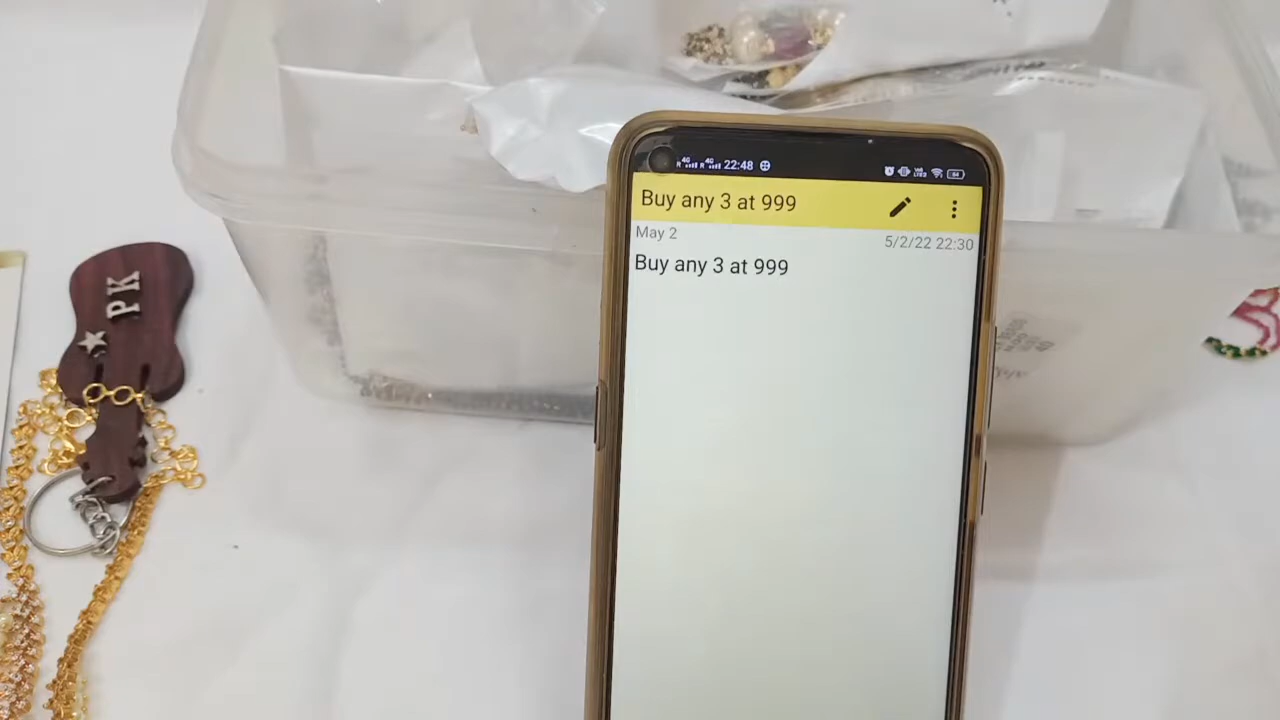 22:48
Buy any 3 at 999
May 2
5/2/22 22:30
Buy any 3 at 999
PK